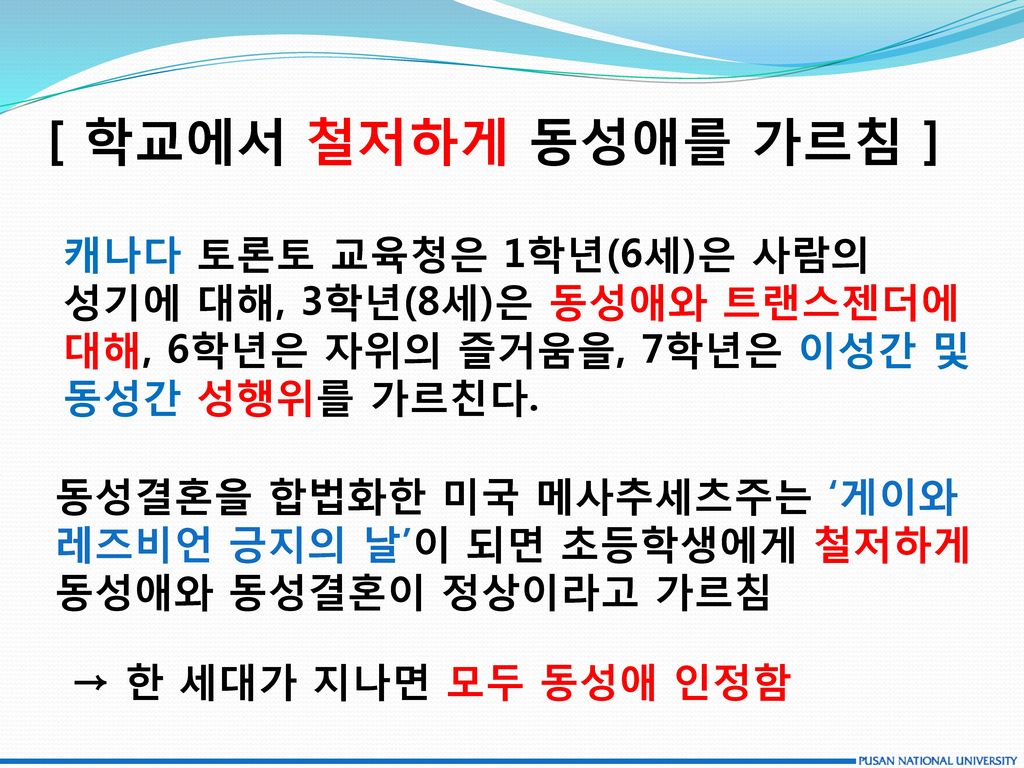 [ 학교에서 철저하게 동성애를 가르침 ]
캐나다 토론토 교육청은 1학년(6세)은 사람의
성기에 대해, 3학년(8세)은 동성애와 트랜스젠더에
대해, 6학년은 자위의 즐거움을, 7학년은 이성간 및
동성간 성행위를 가르친다.
동성결혼을 합법화한 미국 메사추세츠주는 ‘게이와
레즈비언 긍지의 날’이 되면 초등학생에게 철저하게
동성애와 동성결혼이 정상이라고 가르침
→ 한 세대가 지나면 모두 동성애 인정함
PUSAN NATIONAL UNIVERSITY